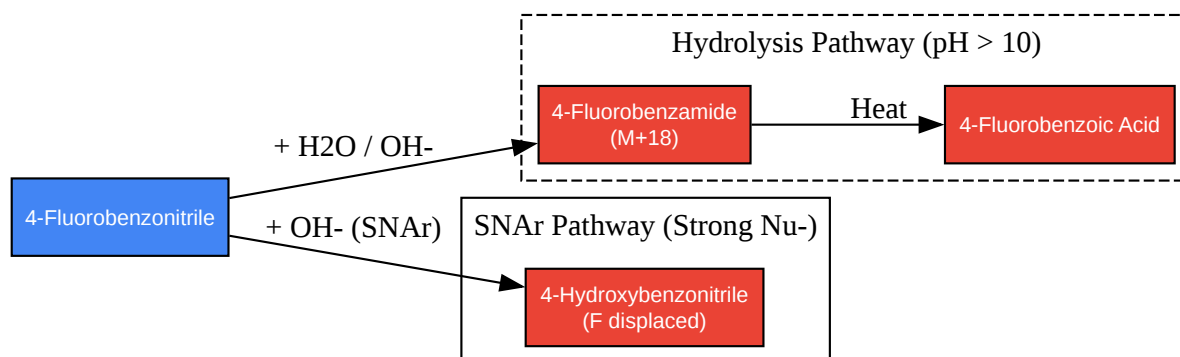 Hydrolysis Pathway (pH > 10)
4-Fluorobenzamide
(M+18)
Heat
4-Fluorobenzoic Acid
+ H2O / OH-
4-Fluorobenzonitrile
+ OH- (SNAr)
SNAr Pathway (Strong Nu-)
4-Hydroxybenzonitrile
(F displaced)